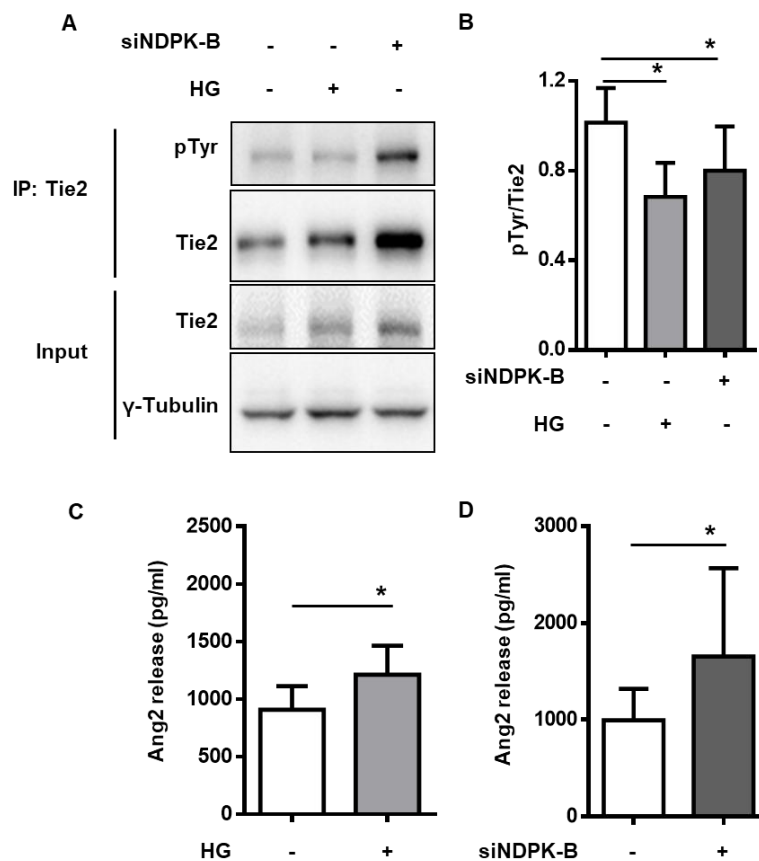 A
siNDPK-B - - +
HG - + -
IP: Tie2
pTyr
Tie2
Input
Tie2
γ-Tubulin
B
* *
pTyr/Tie2
1.2
0.8
0.4
0.0
siNDPK-B - - +
HG - + -
C
Ang2 release (pg/ml)
2500
2000
1500
1000
500
0
*
HG - +
D
Ang2 release (pg/ml)
3000
2000
1000
0
*
siNDPK-B - +